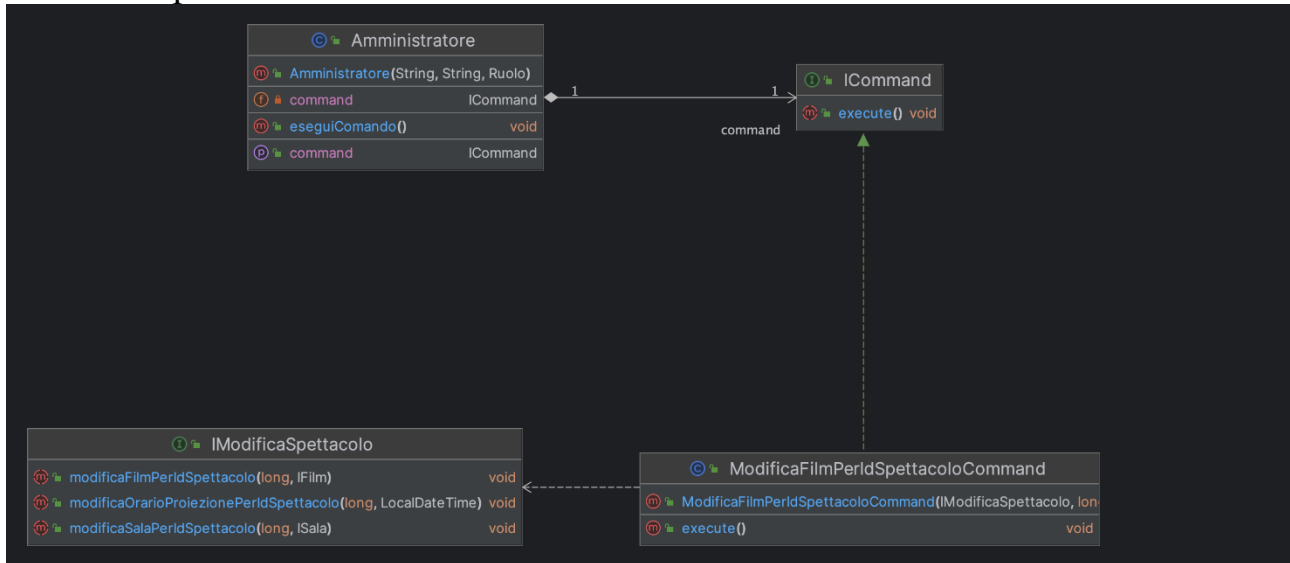 Amministratore
Amministratore(String, String, Ruolo)
command ICommand
eseguiComando() void
command ICommand
1 1
command
ICommand
execute() void
IModificaSpettacolo
modificaFilmPerIdSpettacolo(long, IFilm) void
modificaOrarioProiezionePerIdSpettacolo(long, LocalDateTime) void
modificaSalaPerIdSpettacolo(long, ISala) void
ModificaFilmPerIdSpettacoloCommand
ModificaFilmPerIdSpettacoloCommand(IModificaSpettacolo, lon
execute() void